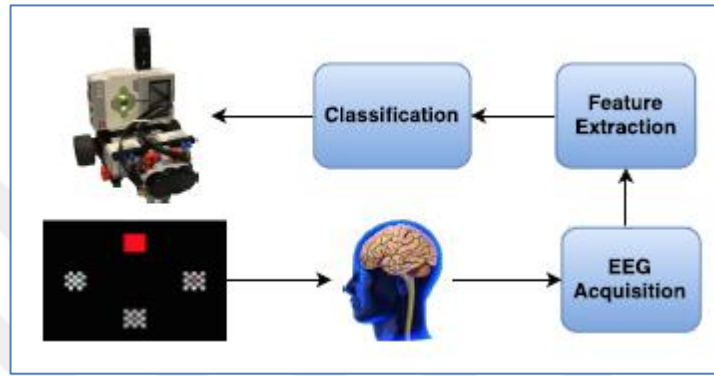 Classification
Feature
Extraction
EEG
Acquisition